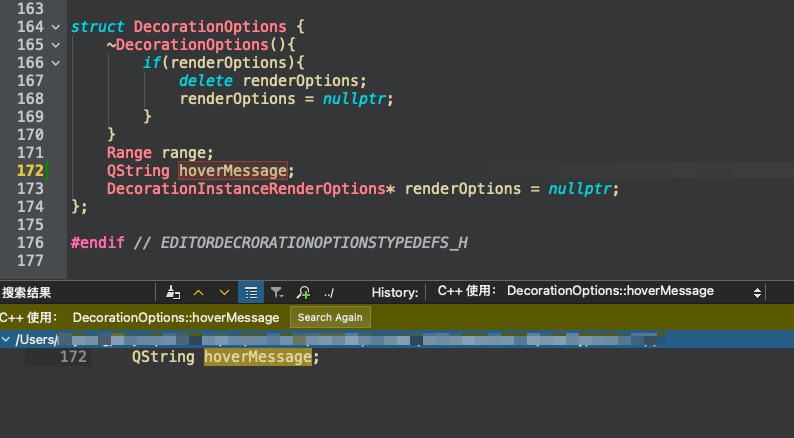 163
164 struct DecorationOptions {
165 ~DecorationOptions(){
166 if(renderOptions){
167 delete renderOptions;
168 renderOptions = nullptr;
169 }
170 }
171 Range range;
172 QString hoverMessage;
173 DecorationInstanceRenderOptions* renderOptions = nullptr;
174 };
175
176 #endif // EDITORDECRORATIONOPTIONSTYPEDEFS_H
177
搜索结果 ../ History: C++ 使用： DecorationOptions::hoverMessage
C++ 使用： DecorationOptions::hoverMessage Search Again
/Users/
172 QString hoverMessage;